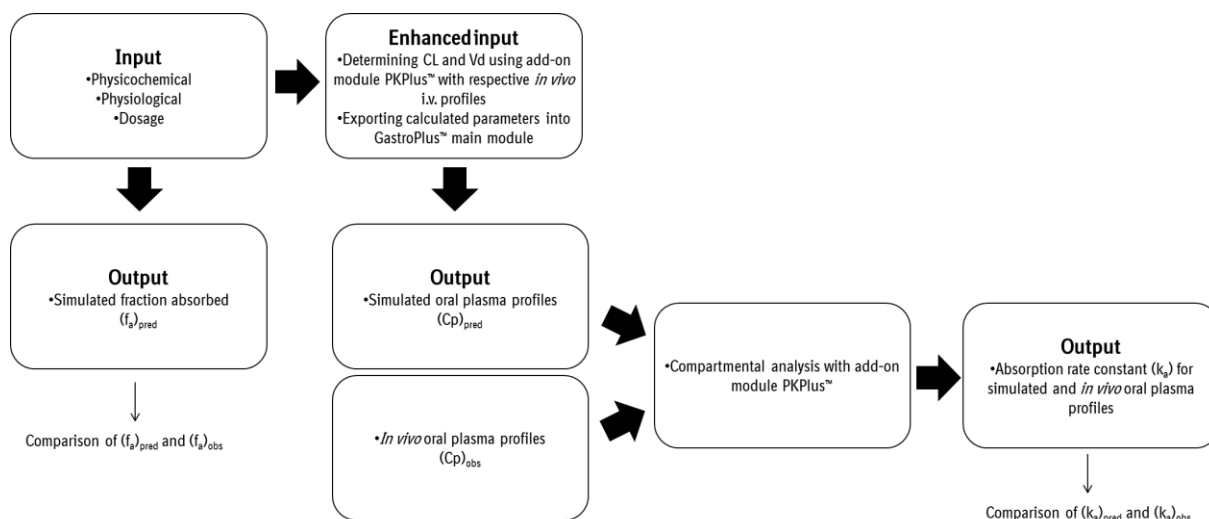 Input
•Physicochemical
•Physiological
•Dosage
Enhanced input
•Determining CL and Vd using add-on
module PKPlus™ with respective in vivo
i.v. profiles
•Exporting calculated parameters into
GastroPlus™ main module
Output
•Simulated fraction absorbed
(fa)pred
Comparison of (fa)pred and (fa)obs
Output
•Simulated oral plasma profiles
(Cp)pred
•In vivo oral plasma profiles
(Cp)obs
•Compartmental analysis with add-on
module PKPlus™
Output
•Absorption rate constant (ka) for
simulated and in vivo oral plasma
profiles
Comparison of (ka)pred and (ka)obs